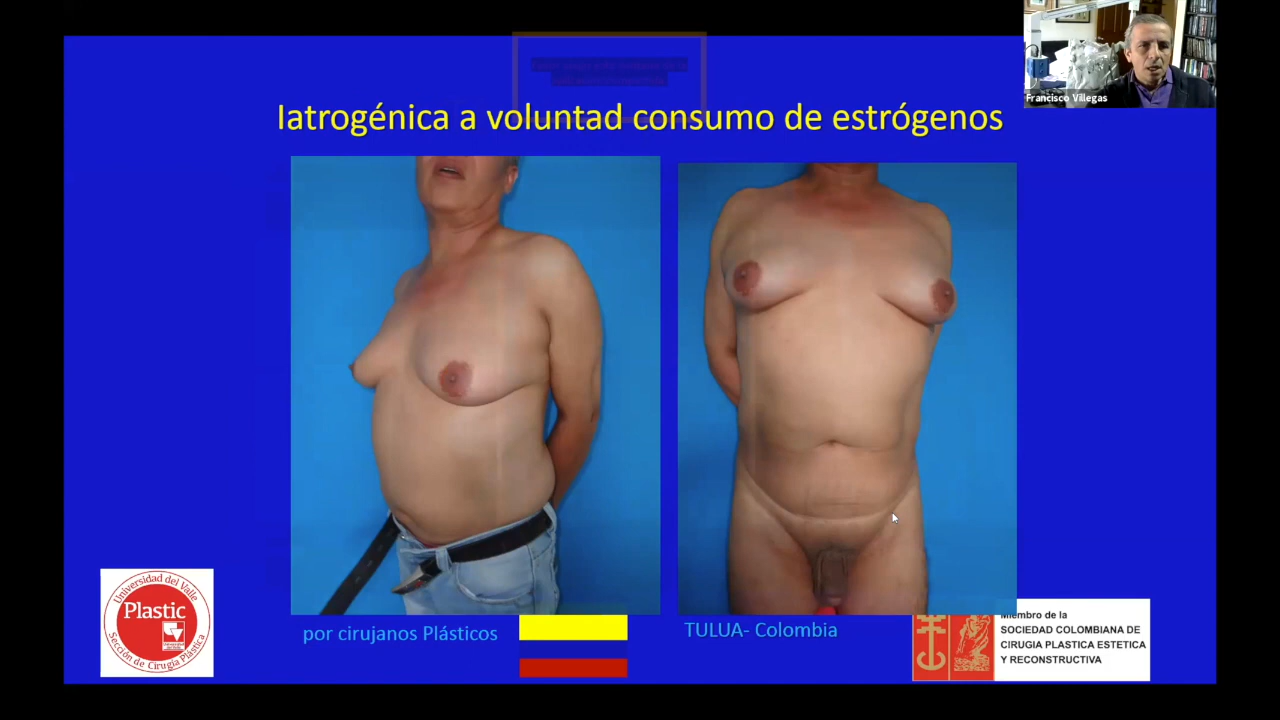 Francisco Villegas
Iatrogénica a voluntad consumo de estrógenos
Universidad del Valle
Plastic
Sección de Cirugía Plástica
por cirujanos Plásticos
TULUA- Colombia
Miembro de la
SOCIEDAD COLOMBIANA DE
CIRUGIA PLASTICA ESTETICA
Y RECONSTRUCTIVA